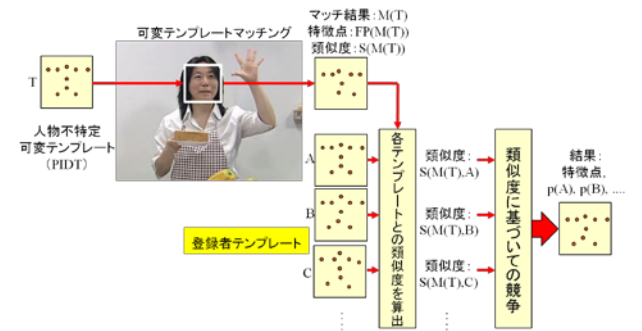 可変テンプレートマッチング
マッチ結果:M(T)
特徴点:FP(M(T))
類似度:S(M(T))
T
人物不特定
可変テンプレート
(PIDT)
登録者テンプレート
A
B
C
各テンプレートとの類似度を算出
類似度:
S(M(T),A)
類似度:
S(M(T),B)
類似度:
S(M(T),C)
類似度に基づいての競争
結果:
特徴点,
p(A), p(B), ....